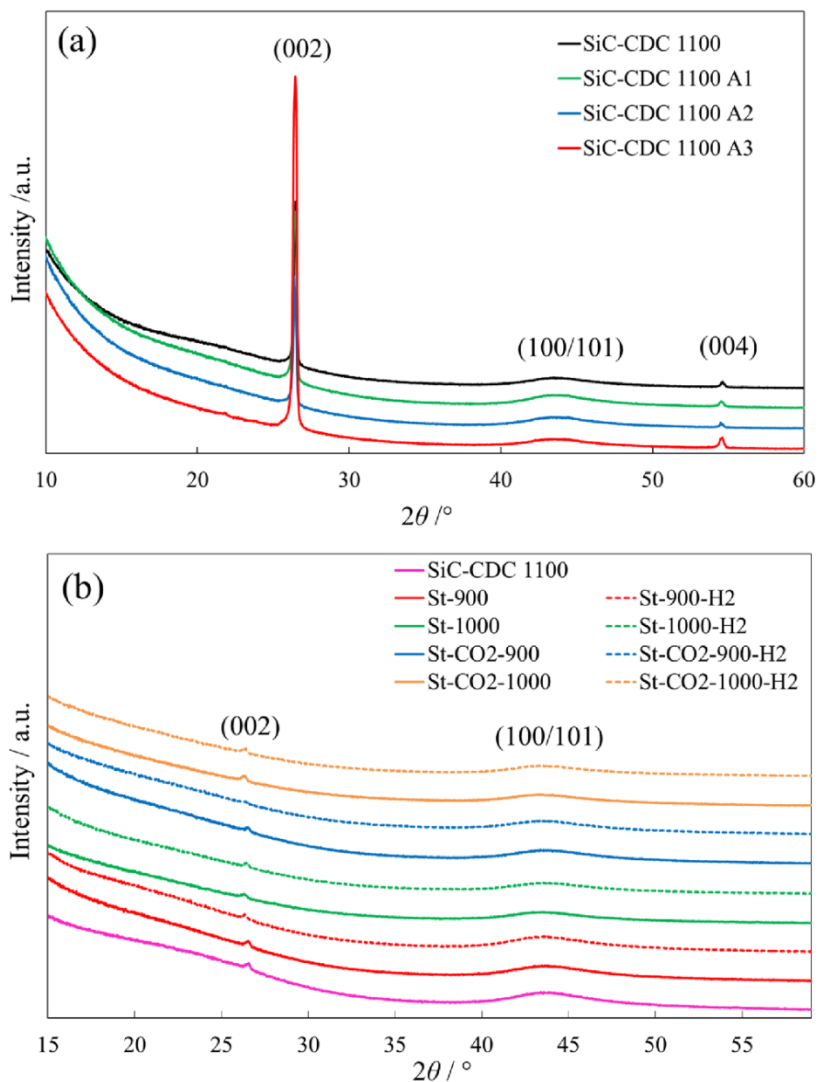 (a)
(002)
SiC-CDC 1100
SiC-CDC 1100 A1
SiC-CDC 1100 A2
SiC-CDC 1100 A3
Intensity /a.u.
(100/101)
(004)
10 20 30 40 50 60
2θ /°
(b)
SiC-CDC 1100
St-900 St-900-H2
St-1000 St-1000-H2
St-CO2-900 St-CO2-900-H2
St-CO2-1000 St-CO2-1000-H2
(002)
(100/101)
Intensity / a.u.
15 20 25 30 35 40 45 50 55
2θ / °